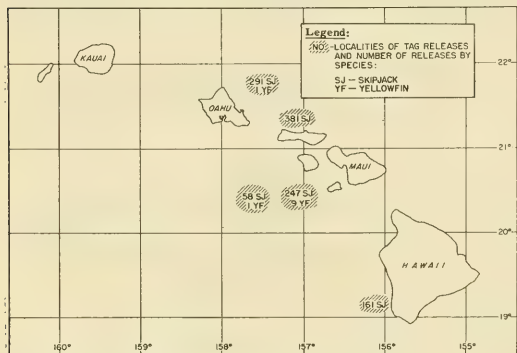 Legend:
NO. - LOCALITIES OF TAG RELEASES
AND NUMBER OF RELEASES BY
SPECIES:
SJ – SKIPJACK
YF – YELLOWFIN
KAUAI
22°
291 SJ
1 YF
OAHU
381 SJ
21°
MAUI
58 SJ
1 YF
247 SJ
9 YF
20°
HAWAII
161 SJ
19°
160°
159°
158°
157°
156°
155°